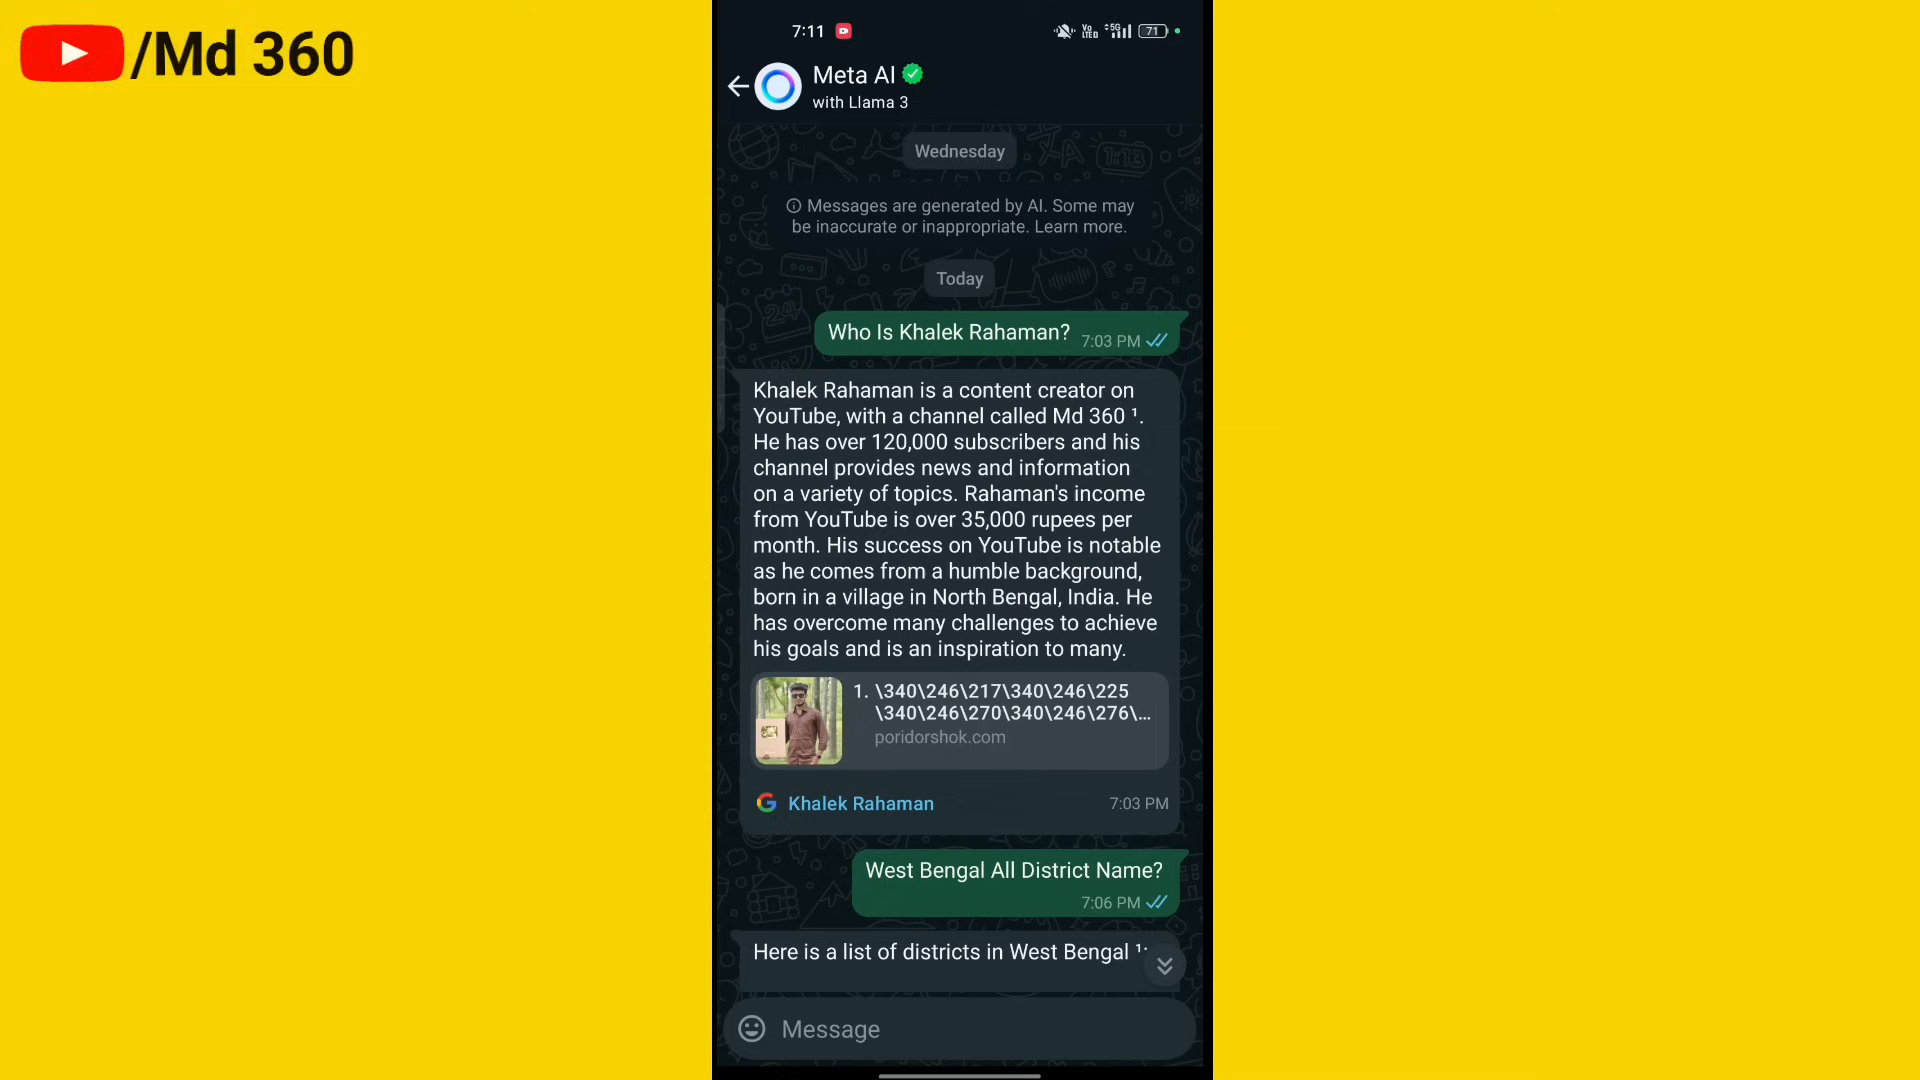 /Md 360
7:11
Vo LTED 5G 71
Meta AI
with Llama 3
Wednesday
Messages are generated by AI. Some may
be inaccurate or inappropriate. Learn more.
Today
Who Is Khalek Rahaman? 7:03 PM
Khalek Rahaman is a content creator on
YouTube, with a channel called Md 360 ¹.
He has over 120,000 subscribers and his
channel provides news and information
on a variety of topics. Rahaman's income
from YouTube is over 35,000 rupees per
month. His success on YouTube is notable
as he comes from a humble background,
born in a village in North Bengal, India. He
has overcome many challenges to achieve
his goals and is an inspiration to many.
1. \340\246\217\340\246\225
\340\246\270\340\246\276\...
poridorshok.com
Khalek Rahaman 7:03 PM
West Bengal All District Name?
7:06 PM
Here is a list of districts in West Bengal ¹:
Message